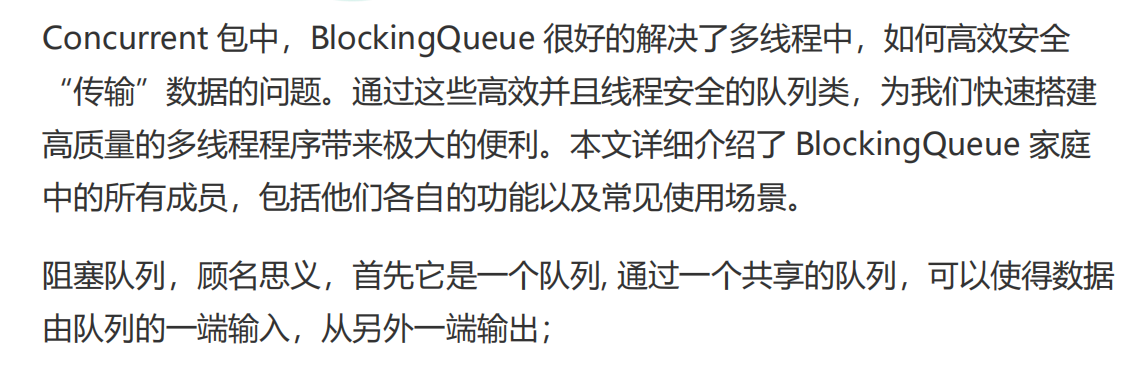 Concurrent 包中，BlockingQueue 很好的解决了多线程中，如何高效安全
“传输”数据的问题。通过这些高效并且线程安全的队列类，为我们快速搭建
高质量的多线程程序带来极大的便利。本文详细介绍了 BlockingQueue 家庭
中的所有成员，包括他们各自的功能以及常见使用场景。
阻塞队列，顾名思义，首先它是一个队列, 通过一个共享的队列，可以使得数据
由队列的一端输入，从另外一端输出；